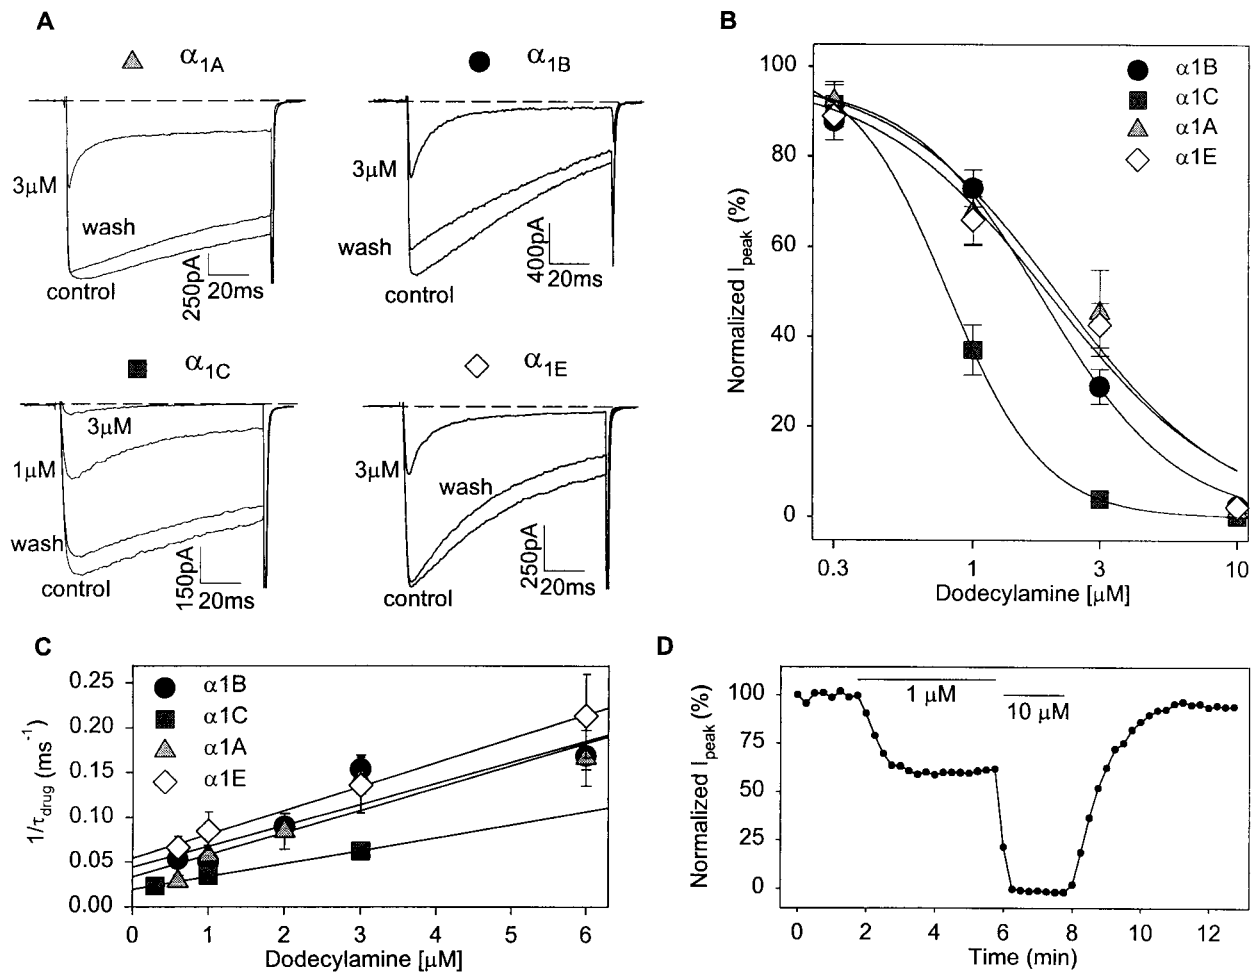 A
α1A
3μM
wash
control
250pA
20ms
α1B
3μM
wash
control
400pA
20ms
α1C
3μM
1μM
wash
control
150pA
20ms
α1E
3μM
wash
control
250pA
20ms
B
100
80
60
40
20
0
Normalized Ipeak (%)
α1B
α1C
α1A
α1E
0.3
1
3
10
Dodecylamine [μM]
C
0.25
0.20
0.15
0.10
0.05
0.00
1/τdrug (ms-1)
α1B
α1C
α1A
α1E
0
1
2
3
4
5
6
Dodecylamine [μM]
D
100
75
50
25
0
Normalized Ipeak (%)
1 μM
10 μM
0
2
4
6
8
10
12
Time (min)